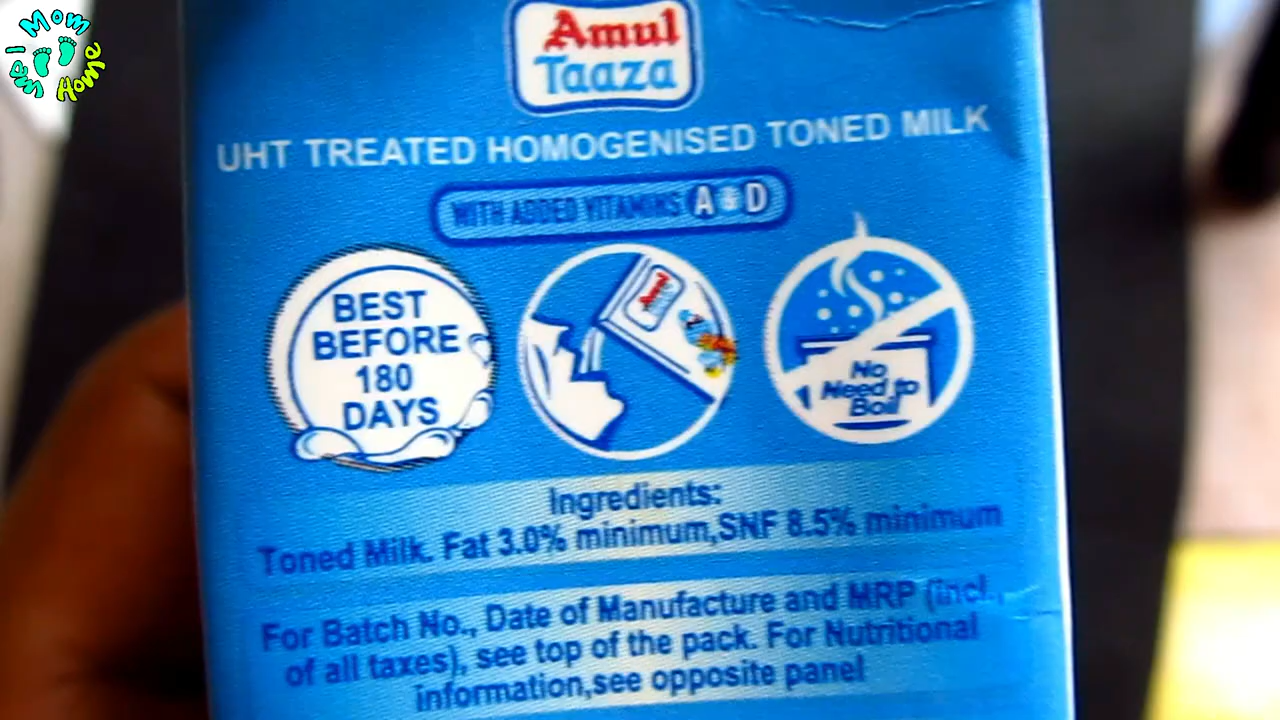 Mom
Mel
Home
Amul
Taaza
UHT TREATED HOMOGENISED TONED MILK
WITH ADDED VITAMINS A & D
BEST
BEFORE
180
DAYS
Amul
No
Need to
Boil
Ingredients:
Toned Milk. Fat 3.0% minimum,SNF 8.5% minimum
For Batch No., Date of Manufacture and MRP (incl.,
of all taxes), see top of the pack. For Nutritional
information,see opposite panel